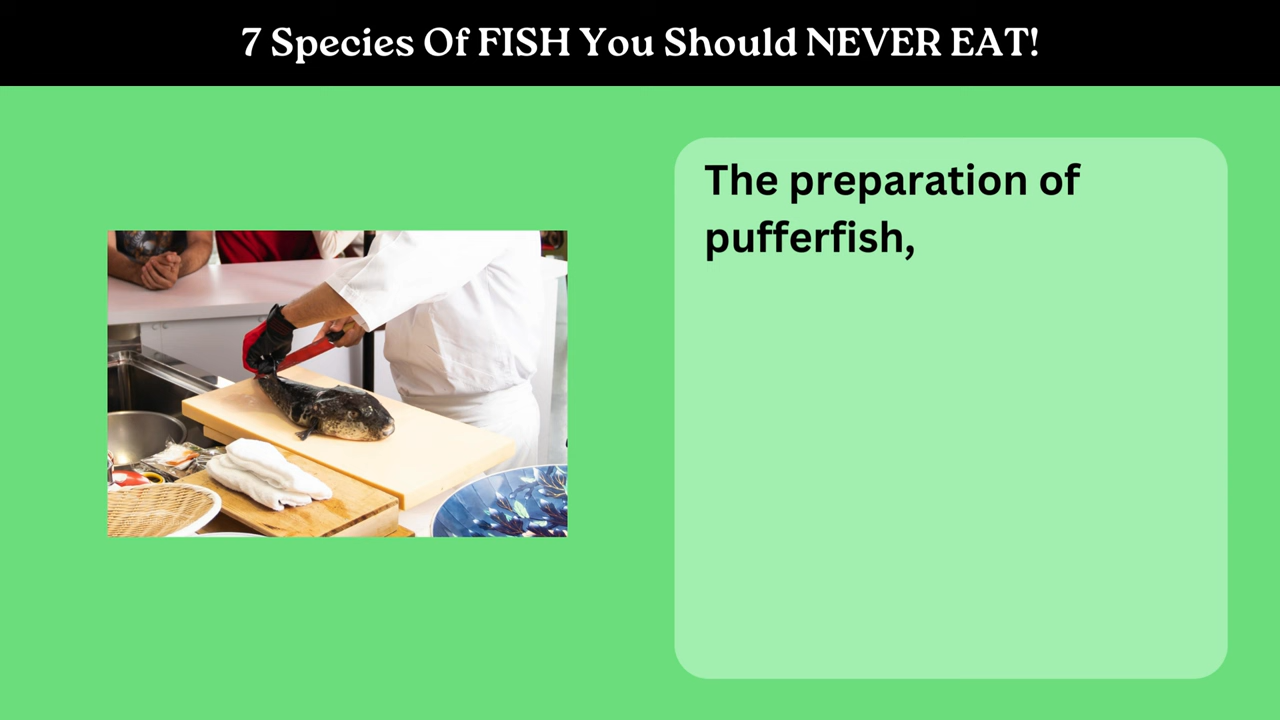 7 Species Of FISH You Should NEVER EAT!
The preparation of
pufferfish,